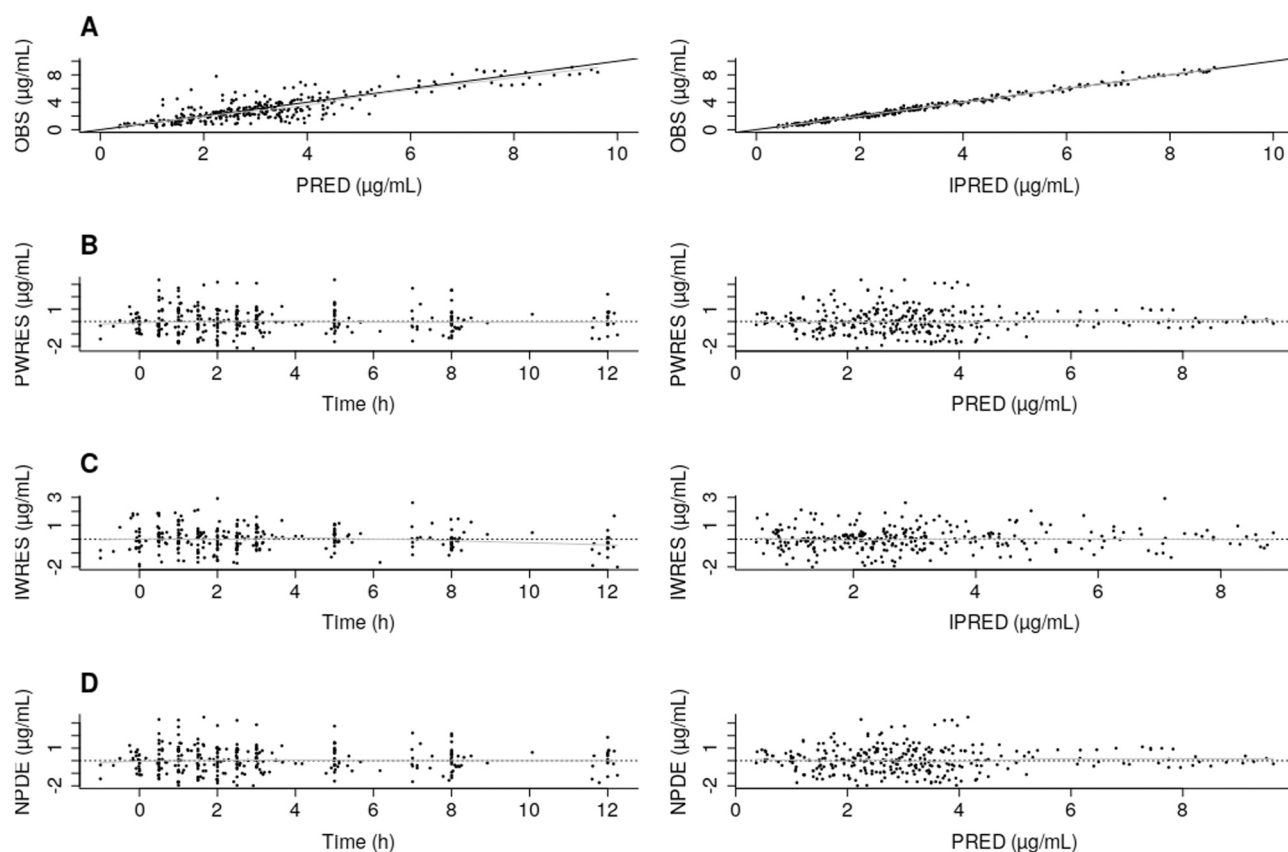 A
OBS (µg/mL)
0 4 8
0 2 4 6 8 10
PRED (µg/mL)
OBS (µg/mL)
0 4 8
0 2 4 6 8 10
IPRED (µg/mL)
B
PWRES (µg/mL)
-2 1
0 2 4 6 8 10 12
Time (h)
PWRES (µg/mL)
-2 1
0 2 4 6 8
PRED (µg/mL)
C
IWRES (µg/mL)
-2 1 3
0 2 4 6 8 10 12
Time (h)
IWRES (µg/mL)
-2 1 3
2 4 6 8
IPRED (µg/mL)
D
NPDE (µg/mL)
-2 1
0 2 4 6 8 10 12
Time (h)
NPDE (µg/mL)
-2 1
0 2 4 6 8
PRED (µg/mL)